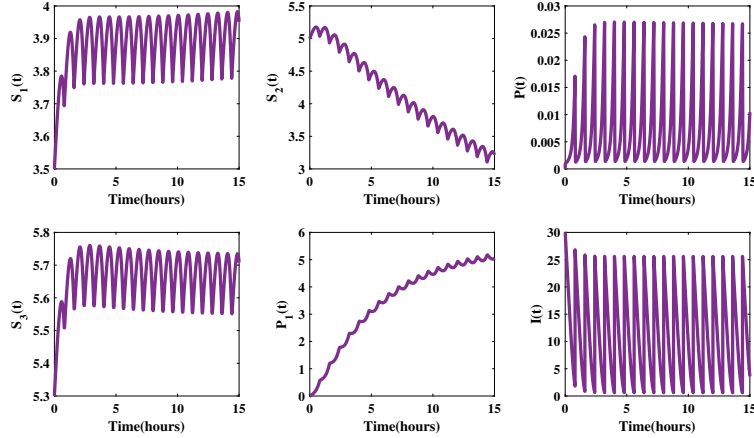 4
3.9
3.8
3.7
3.6
3.5
S1(t)
0 5 10 15
Time(hours)
5.5
5
4.5
4
3.5
3
S2(t)
0 5 10 15
Time(hours)
0.03
0.025
0.02
0.015
0.01
0.005
0
P(t)
0 5 10 15
Time(hours)
5.8
5.7
5.6
5.5
5.4
5.3
S3(t)
0 5 10 15
Time(hours)
6
5
4
3
2
1
0
P1(t)
0 5 10 15
Time(hours)
30
25
20
15
10
5
0
I(t)
0 5 10 15
Time(hours)